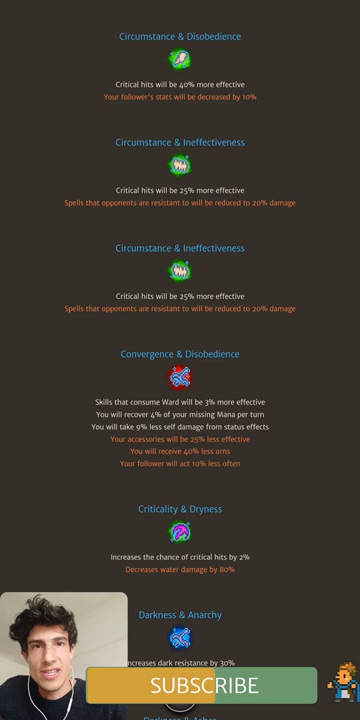 Circumstance & Disobedience
Critical hits will be 40% more effective
Your follower's stats will be decreased by 10%
Circumstance & Ineffectiveness
Critical hits will be 25% more effective
Spells that opponents are resistant to will be reduced to 20% damage
Circumstance & Ineffectiveness
Critical hits will be 25% more effective
Spells that opponents are resistant to will be reduced to 20% damage
Convergence & Disobedience
Skills that consume Ward will be 3% more effective
You will recover 4% of your missing Mana per turn
You will take 9% less self damage from status effects
Your accessories will be 25% less effective
You will receive 40% less orns
Your follower will act 10% less often
Criticality & Dryness
Increases the chance of critical hits by 2%
Decreases water damage by 80%
Darkness & Anarchy
ncreases dark resistance by 30%
SUBSCRIBE
Darkness & Ashes